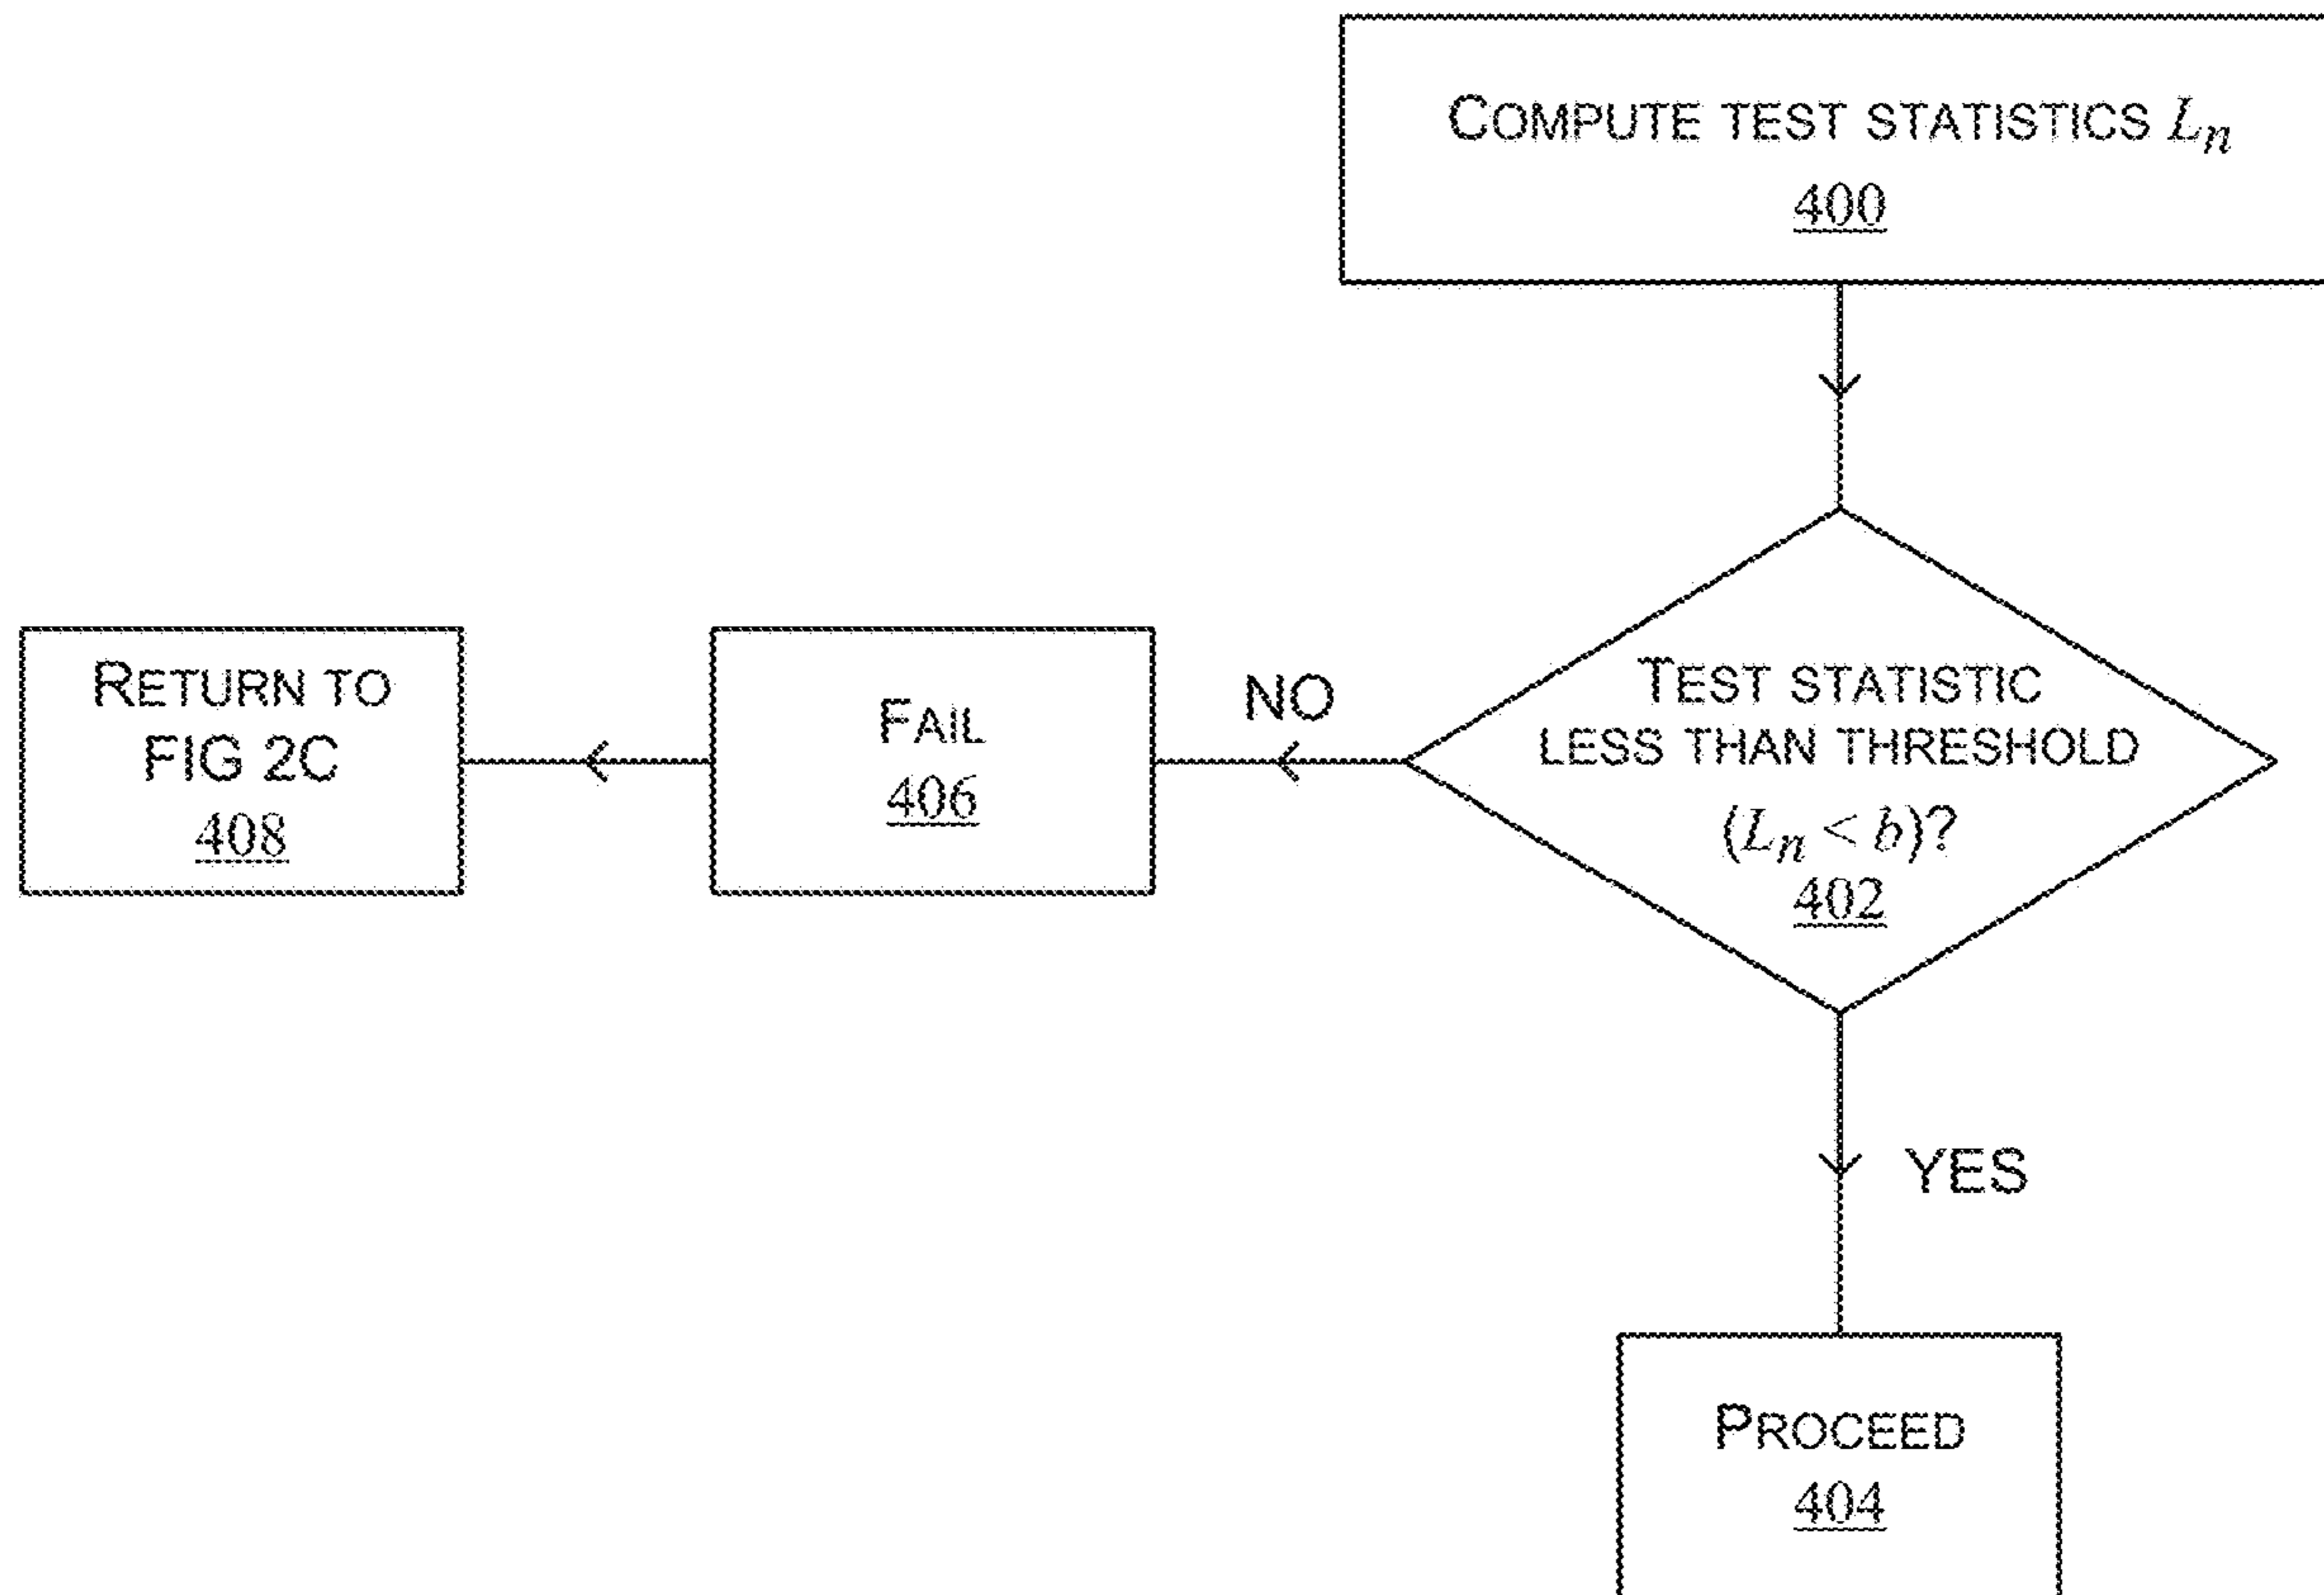 COMPUTE TEST STATISTICS Ln
400
TEST STATISTIC
LESS THAN THRESHOLD
(Ln < b)?
402
NO
FAIL
406
RETURN TO
FIG 2C
408
YES
PROCEED
404